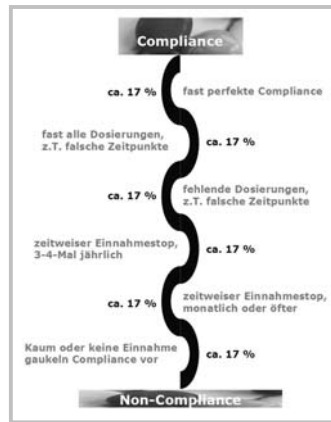 Compliance
ca. 17 % fast perfekte Compliance
fast alle Dosierungen,
z.T. falsche Zeitpunkte
ca. 17 %
ca. 17 %
fehlende Dosierungen,
z.T. falsche Zeitpunkte
zeitweiser Einnahmestop,
3-4-Mal jährlich
ca. 17 %
ca. 17 %
zeitweiser Einnahmestop,
monatlich oder öfter
Kaum oder keine Einnahme
gaukeln Compliance vor
ca. 17 %
Non-Compliance